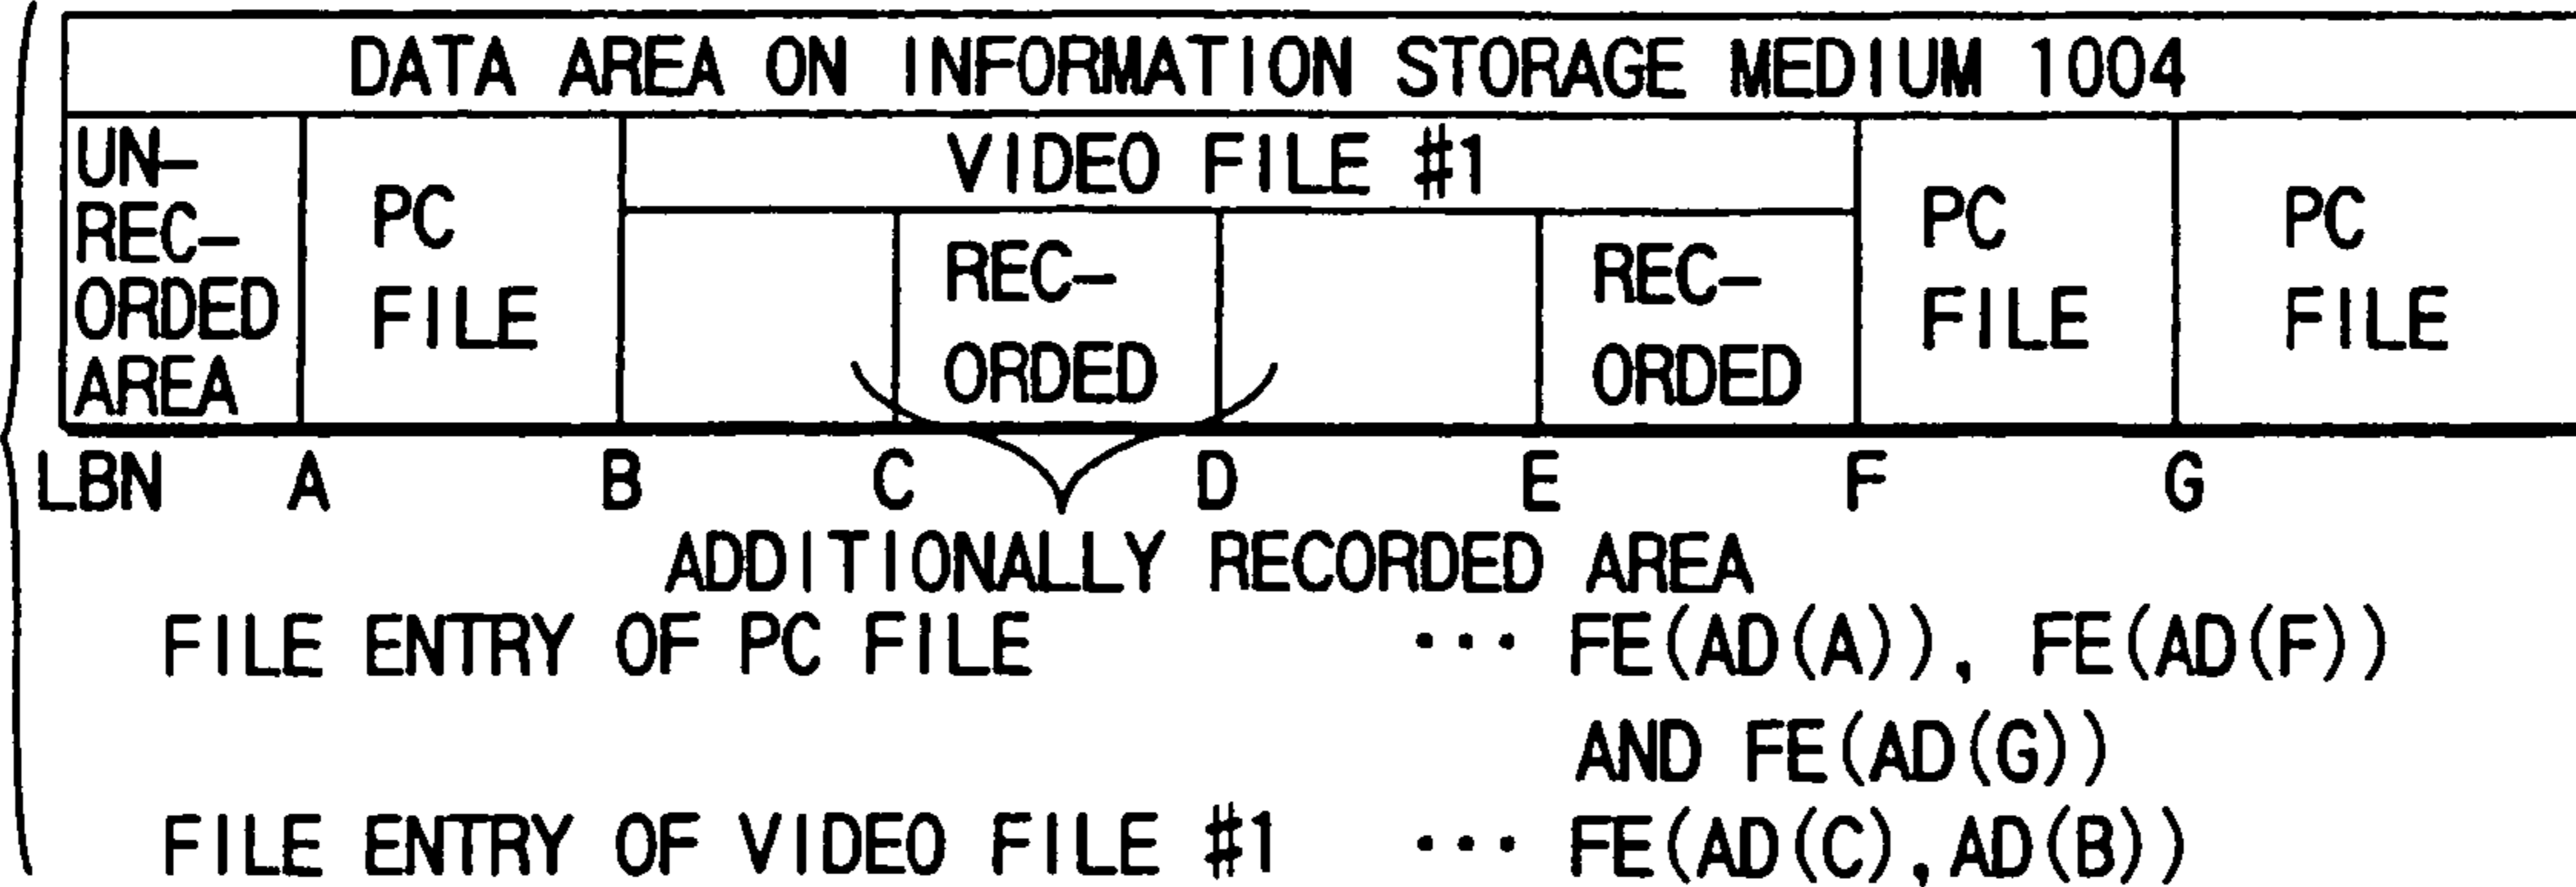 DATA AREA ON INFORMATION STORAGE MEDIUM 1004
UN-
REC-
ORDED
AREA
PC
FILE
VIDEO FILE #1
REC-
ORDED
REC-
ORDED
PC
FILE
PC
FILE
LBN A B C D E F G
ADDITIONALLY RECORDED AREA
FILE ENTRY OF PC FILE ... FE(AD(A)), FE(AD(F))
AND FE(AD(G))
FILE ENTRY OF VIDEO FILE #1 ... FE(AD(C),AD(B))